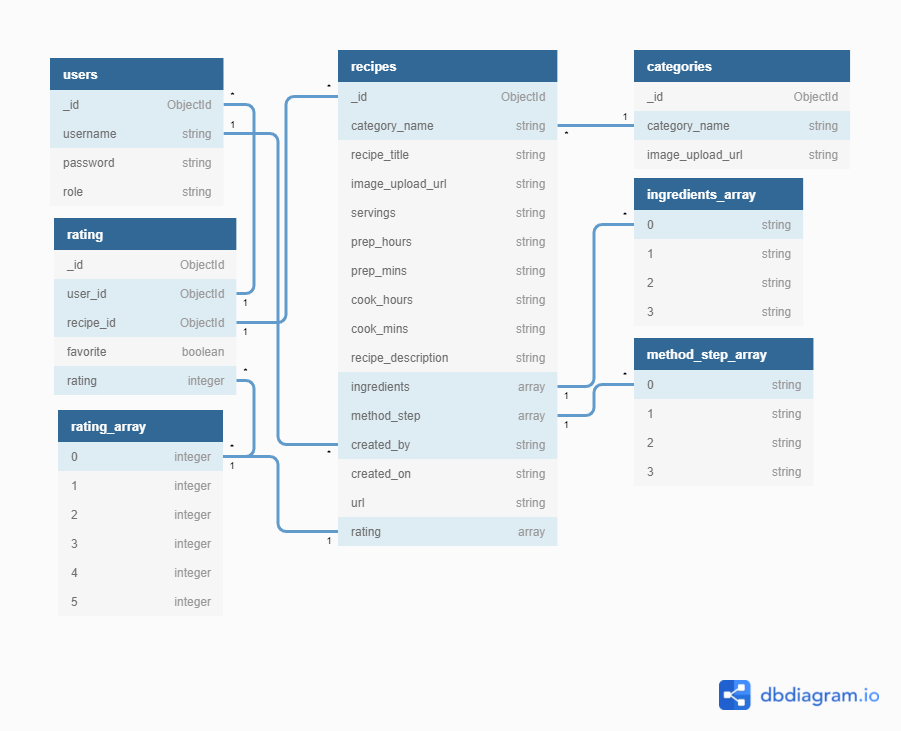 users
_id ObjectId
username string
password string
role string
rating
_id ObjectId
user_id ObjectId
recipe_id ObjectId
favorite boolean
rating integer
rating_array
0 integer
1 integer
2 integer
3 integer
4 integer
5 integer
recipes
_id ObjectId
category_name string
recipe_title string
image_upload_url string
servings string
prep_hours string
prep_mins string
cook_hours string
cook_mins string
recipe_description string
ingredients array
method_step array
created_by string
created_on string
url string
rating array
categories
_id ObjectId
category_name string
image_upload_url string
ingredients_array
0 string
1 string
2 string
3 string
method_step_array
0 string
1 string
2 string
3 string
*
1
1
1
*
*
1
*
*
1
*
1
*
1
*
1
dbdiagram.io